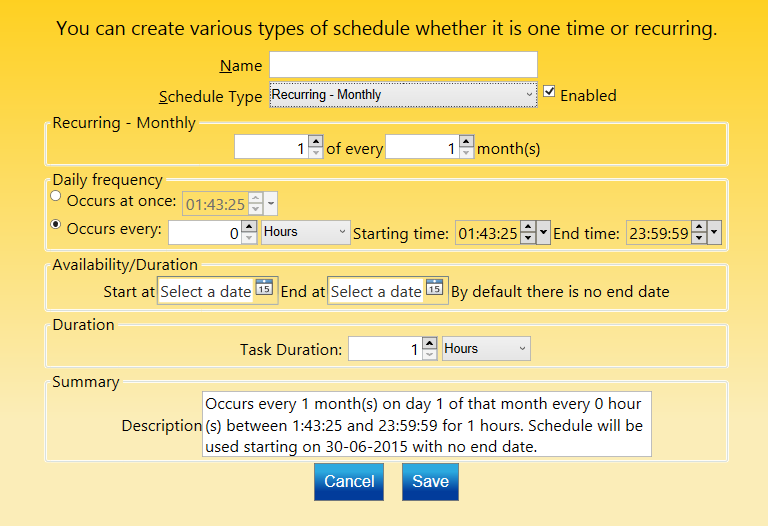 You can create various types of schedule whether it is one time or recurring.
Name
Schedule Type Recurring - Monthly Enabled
Recurring - Monthly
1 of every 1 month(s)
Daily frequency
Occurs at once: 01:43:25
Occurs every: 0 Hours Starting time: 01:43:25 End time: 23:59:59
Availability/Duration
Start at Select a date 15 End at Select a date 15 By default there is no end date
Duration
Task Duration: 1 Hours
Summary
Description Occurs every 1 month(s) on day 1 of that month every 0 hour
(s) between 1:43:25 and 23:59:59 for 1 hours. Schedule will be
used starting on 30-06-2015 with no end date.
Cancel Save